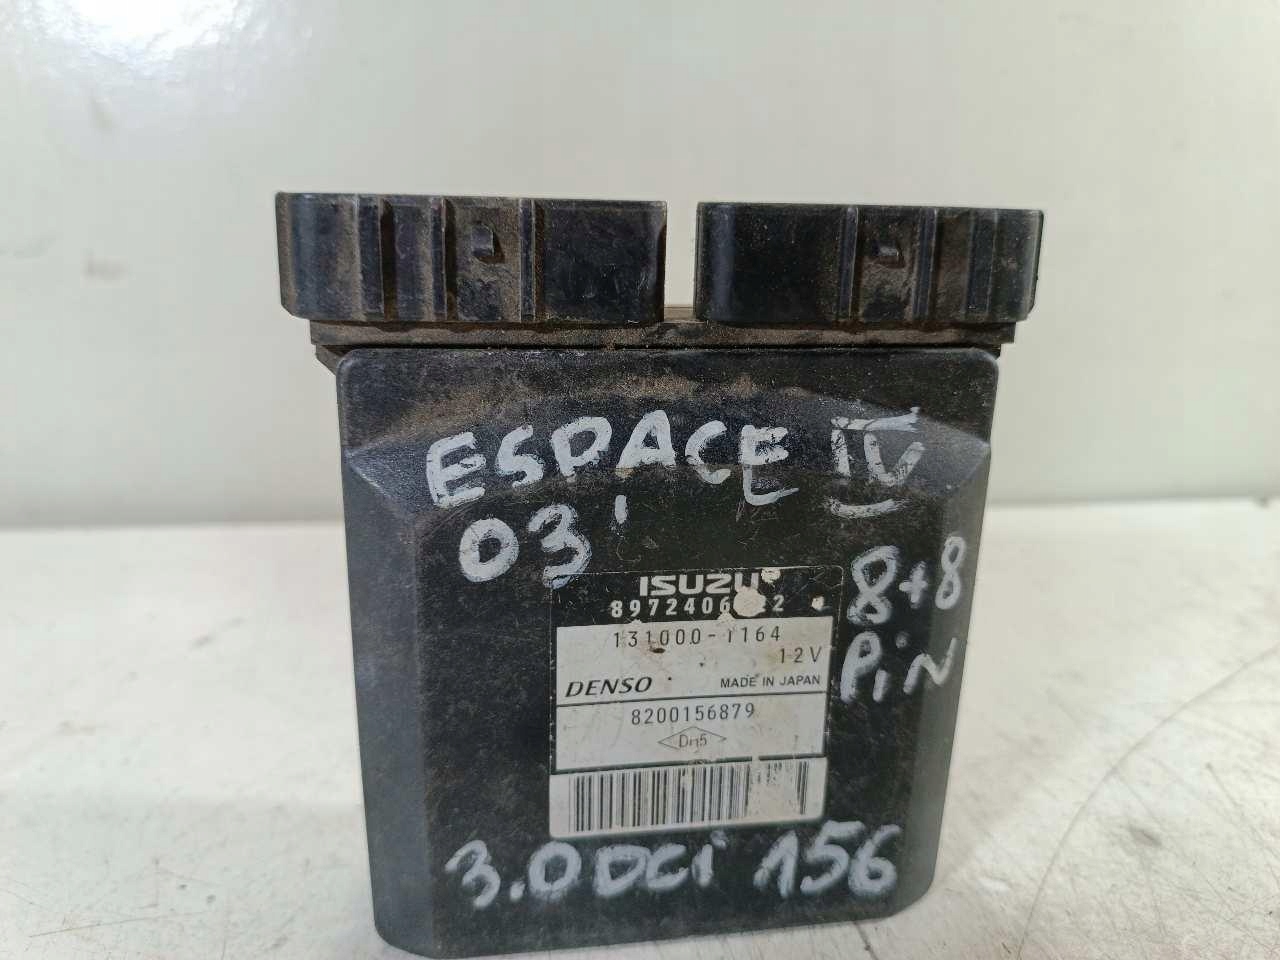 ESPACE IV
03'
ISUZU
131000-1164
12V
DENSO MADE IN JAPAN
8200156879
8+8
PiN
3.0 DCi 156